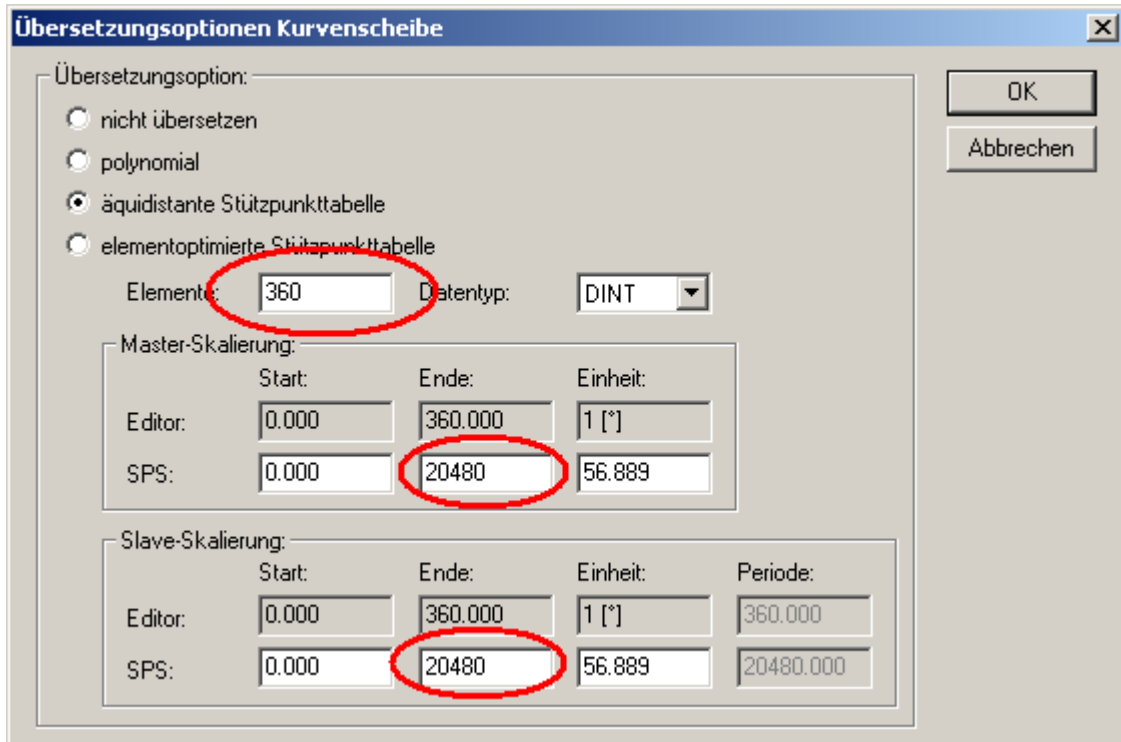 Übersetzungsoptionen Kurvenscheibe
Übersetzungsoption:
OK
nicht übersetzen
Abbrechen
polynomial
äquidistante Stützpunkttabelle
elementoptimierte Stützpunkttabelle
Elemente: 360 Datentyp: DINT
Master-Skalierung:
Start: Ende: Einheit:
Editor: 0.000 360.000 1 [°]
SPS: 0.000 20480 56.889
Slave-Skalierung:
Start: Ende: Einheit: Periode:
Editor: 0.000 360.000 1 [°] 360.000
SPS: 0.000 20480 56.889 20480.000